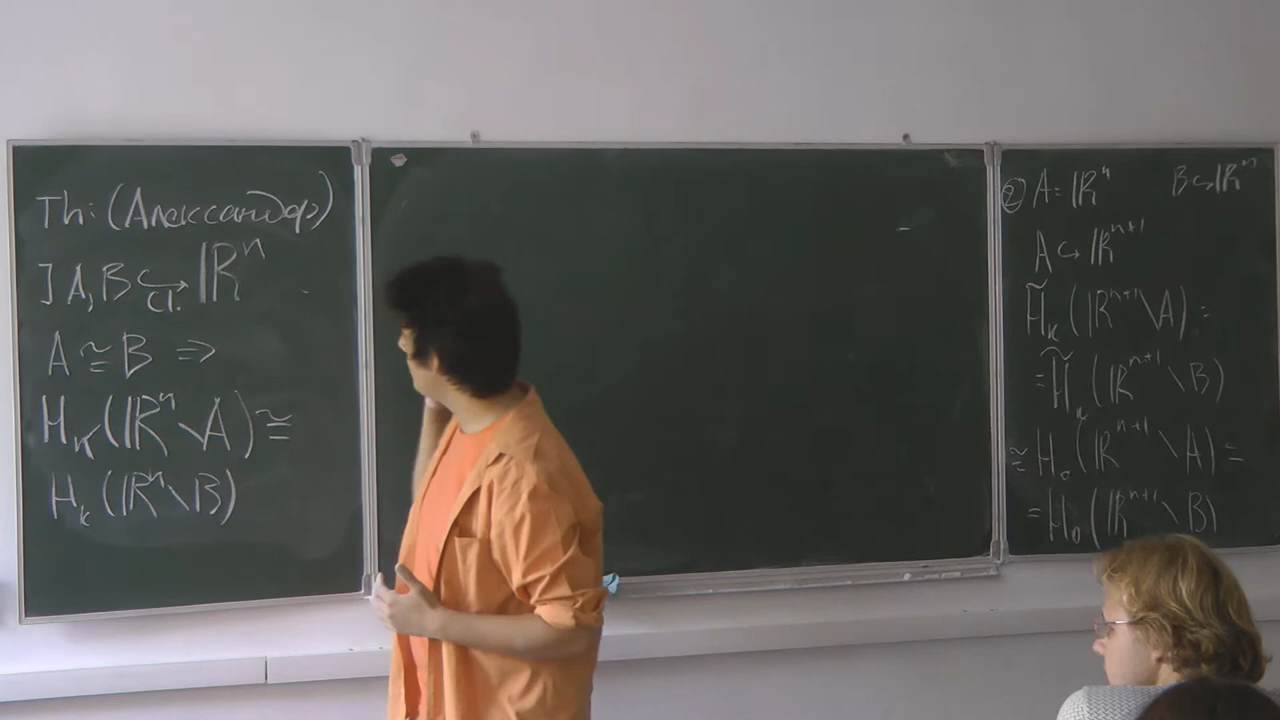 Th: (Александер)
] A, B ↪ ℝⁿ
cl.
A ≅ B ⇒
Hₖ(ℝⁿ \ A) ≅
Hₖ(ℝⁿ \ B)
② A = ℝⁿ B ↪ ℝⁿ
A ↪ ℝⁿ⁺¹
H̃ₖ(ℝⁿ⁺¹ \ A) =
= H̃ₖ(ℝⁿ⁺¹ \ B)
≅ H₀(ℝⁿ⁺¹ \ A) =
= H₀(ℝⁿ⁺¹ \ B)